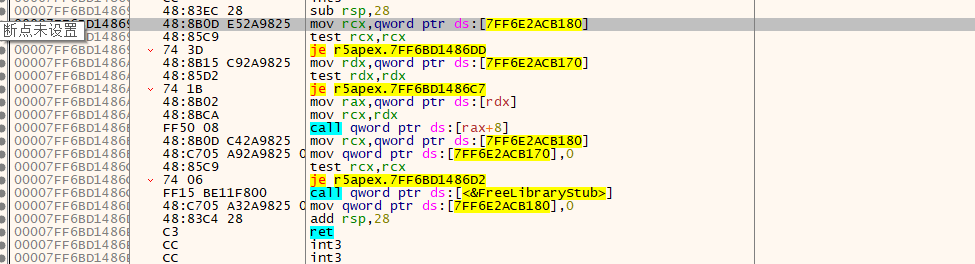 48:83EC 28 sub rsp,28
00007FF6BD14869 48:8B0D E52A9825 mov rcx,qword ptr ds:[7FF6E2ACB180]
断点未设置 48:85C9 test rcx,rcx
00007FF6BD14869 74 3D je r5apex.7FF6BD1486DD
00007FF6BD1486A 48:8B15 C92A9825 mov rdx,qword ptr ds:[7FF6E2ACB170]
00007FF6BD1486A 48:85D2 test rdx,rdx
00007FF6BD1486A 74 1B je r5apex.7FF6BD1486C7
00007FF6BD1486A 48:8B02 mov rax,qword ptr ds:[rdx]
00007FF6BD1486A 48:8BCA mov rcx,rdx
00007FF6BD1486 FF50 08 call qword ptr ds:[rax+8]
00007FF6BD1486 48:8B0D C42A9825 mov rcx,qword ptr ds:[7FF6E2ACB180]
00007FF6BD1486 48:C705 A92A9825 0 mov qword ptr ds:[7FF6E2ACB170],0
00007FF6BD1486 48:85C9 test rcx,rcx
00007FF6BD1486 74 06 je r5apex.7FF6BD1486D2
00007FF6BD1486 FF15 BE11F800 call qword ptr ds:[<&FreeLibraryStub>]
00007FF6BD1486 48:C705 A32A9825 0 mov qword ptr ds:[7FF6E2ACB180],0
00007FF6BD1486 48:83C4 28 add rsp,28
00007FF6BD1486 C3 ret
00007FF6BD1486 CC int3
00007FF6BD1486 CC int3